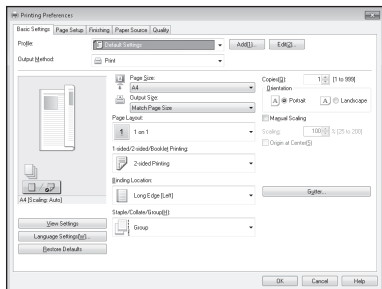 Printing Preferences
Basic Settings Page Setup Finishing Paper Source Quality
Profile: Default Settings Add(1)... Edit(2)...
Output Method: Print
Page Size:
A4
Output Size:
Match Page Size
Copies(Q): 1 [1 to 999]
Orientation
A Portrait A Landscape
Page Layout:
1 1 on 1
Manual Scaling
Scaling: 100 % [25 to 200]
Origin at Center(5)
1-sided/2-sided/Booklet Printing:
2-sided Printing
Binding Location:
Long Edge [Left]
Gutter...
A4 [Scaling: Auto]
Staple/Collate/Group(H)
Group
View Settings
Language Settings(W)...
Restore Defaults
OK Cancel Help